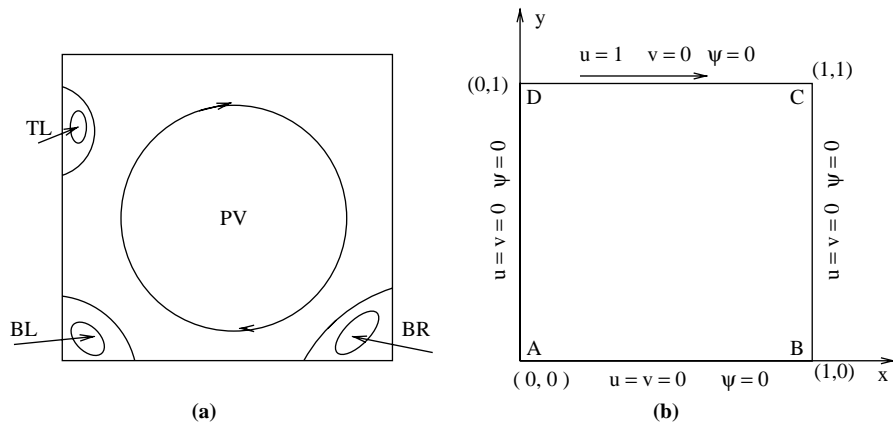 TL
PV
BL
BR
(a)
y
u = 1 v = 0 ψ = 0
(0,1)
(1,1)
D
C
u = v = 0 ψ = 0
u = v = 0 ψ = 0
A
B
x
( 0, 0 )
u = v = 0 ψ = 0
(1,0)
(b)